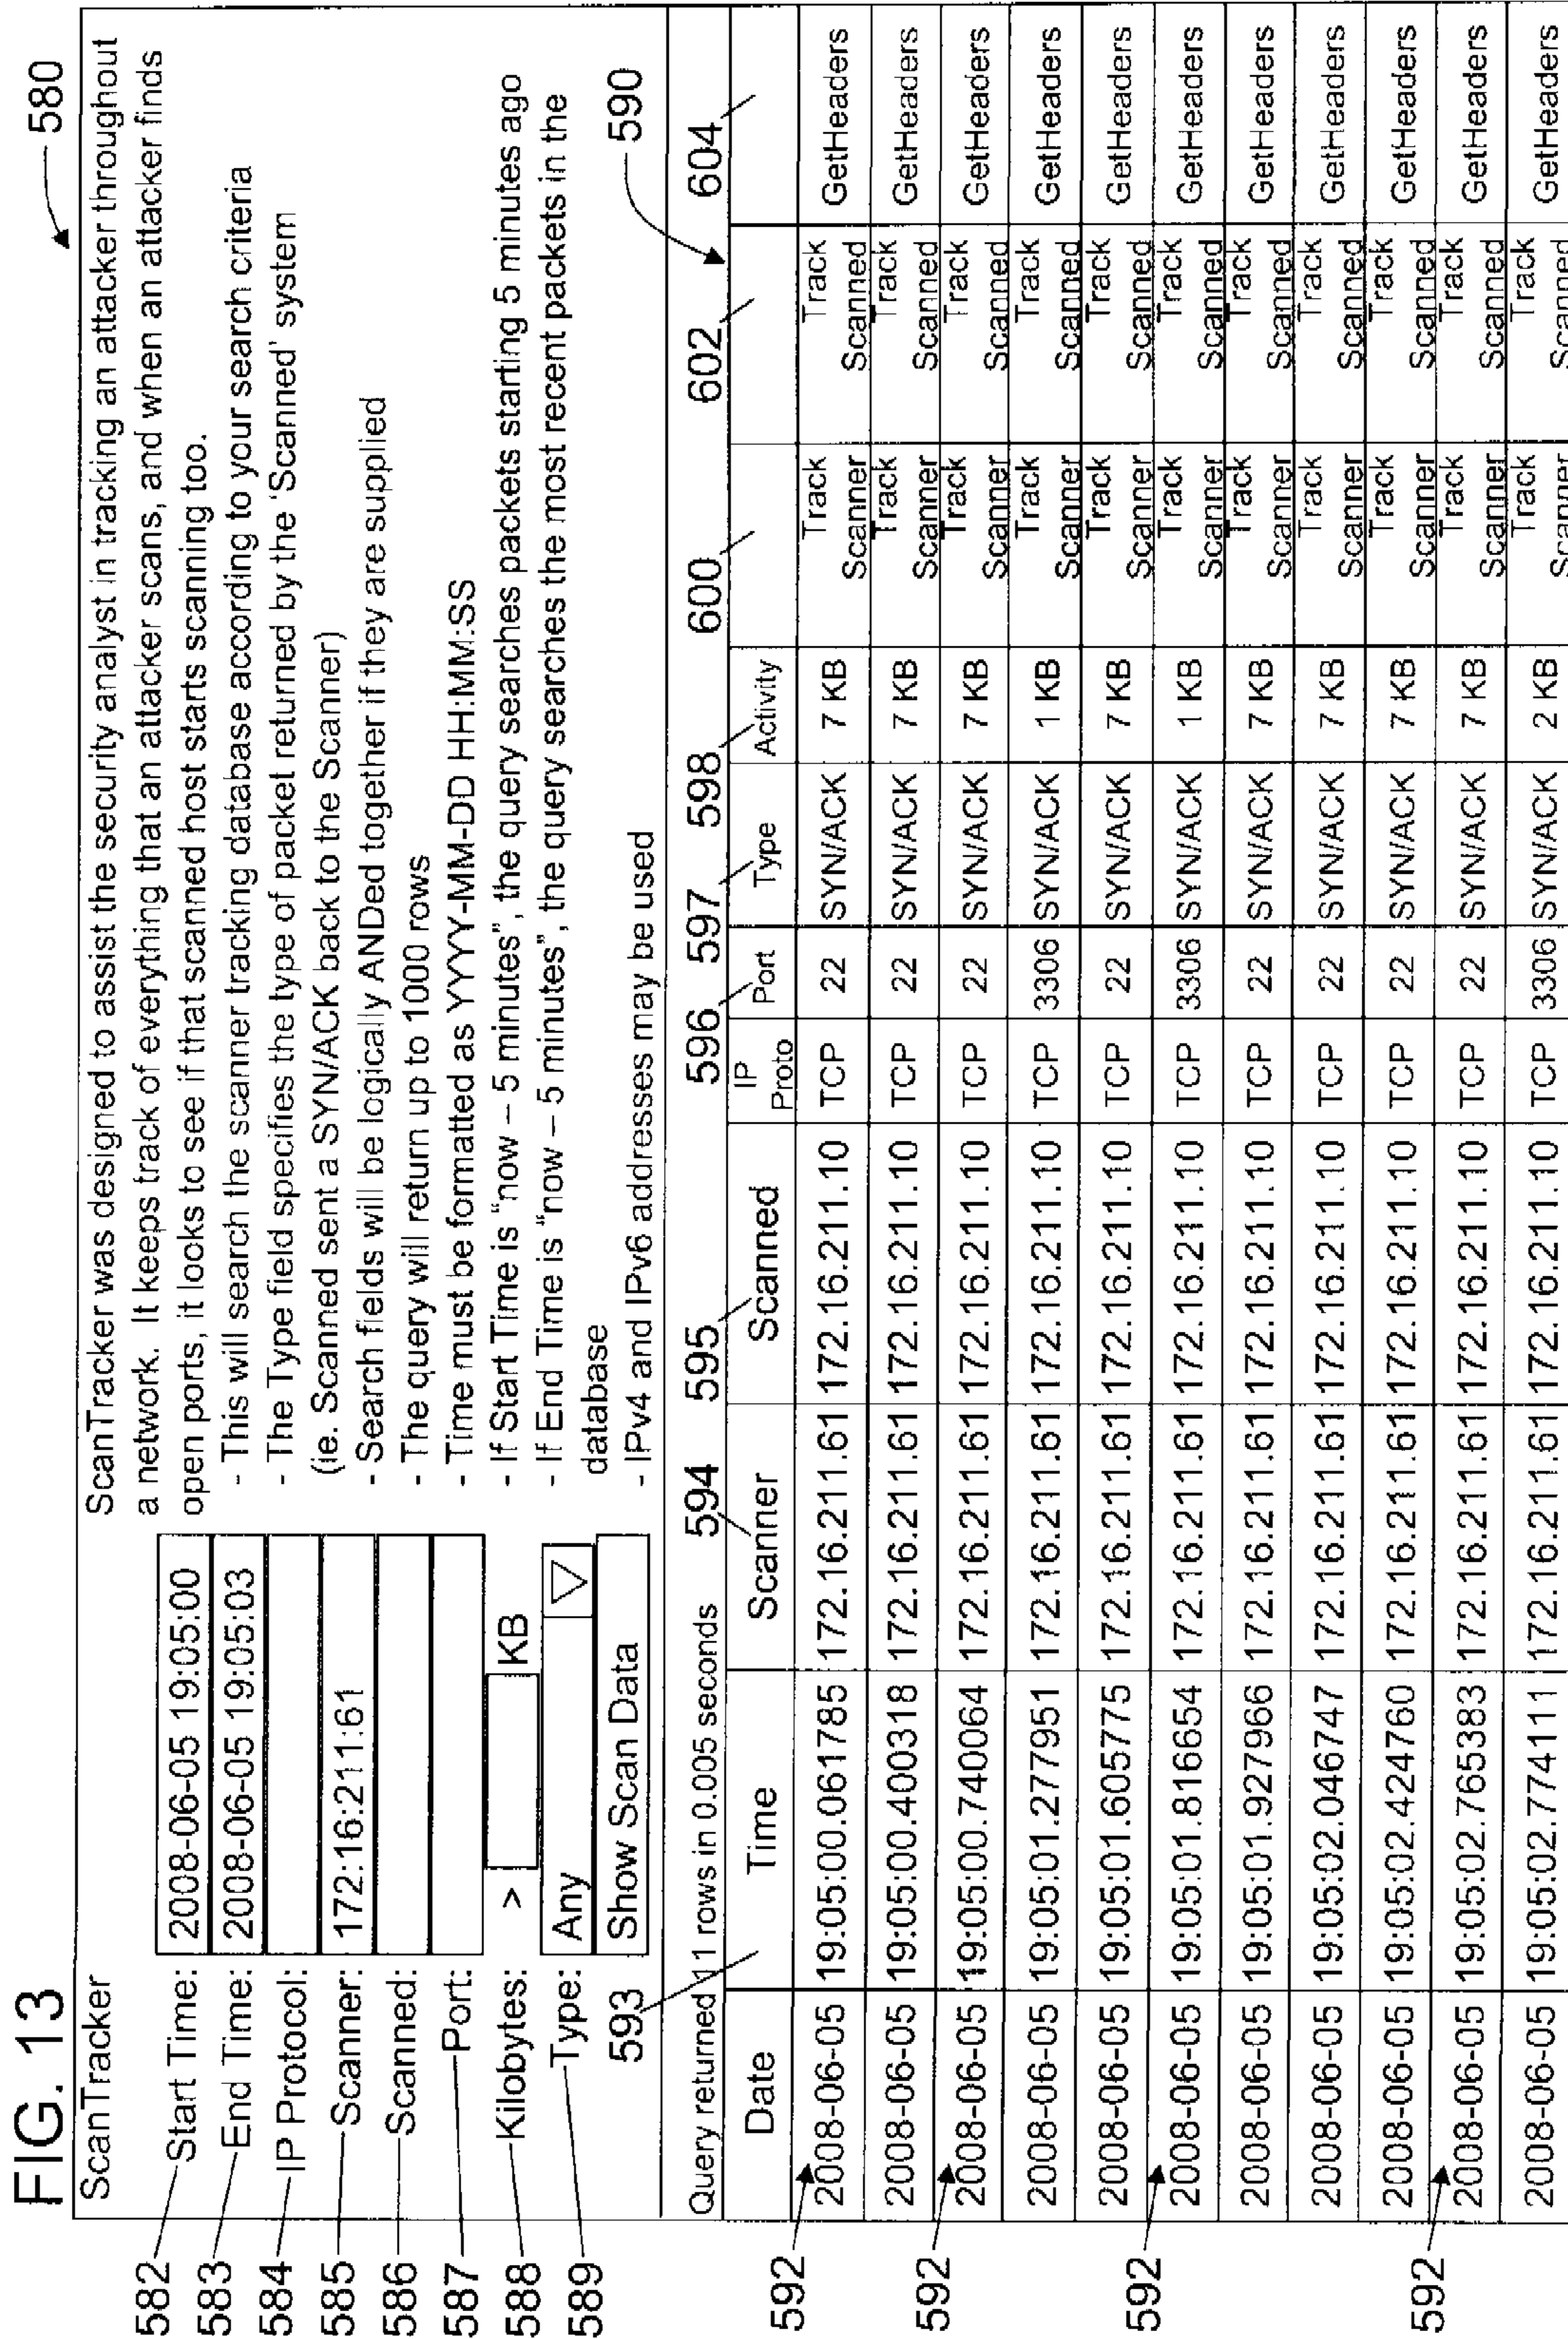 FIG. 13
580
ScanTracker
582 Start Time: 2008-06-05 19:05:00
583 End Time: 2008-06-05 19:05:03
584 IP Protocol:
585 Scanner: 172:16:211:61
586 Scanned:
587 Port:
588 Kilobytes: > KB
589 Type: Any
Show Scan Data
ScanTracker was designed to assist the security analyst in tracking an attacker throughout
a network. It keeps track of everything that an attacker scans, and when an attacker finds
open ports, it looks to see if that scanned host starts scanning too.
- This will search the scanner tracking database according to your search criteria
- The Type field specifies the type of packet returned by the 'Scanned' system
(ie. Scanned sent a SYN/ACK back to the Scanner)
- Search fields will be logically ANDed together if they are supplied
- The query will return up to 1000 rows
- Time must be formatted as YYYY-MM-DD HH:MM:SS
- If Start Time is "now – 5 minutes", the query searches packets starting 5 minutes ago
- If End Time is "now – 5 minutes", the query searches the most recent packets in the
database
- IPv4 and IPv6 addresses may be used
590
Query returned 11 rows in 0.005 seconds
593 594 595 596 597 598 600 602 604
Date Time Scanner Scanned IP Proto Port Type Activity
592 2008-06-05 19:05:00.061785 172.16.211.61 172.16.211.10 TCP 22 SYN/ACK 7 KB Track Scanner Track Scanned GetHeaders
2008-06-05 19:05:00.400318 172.16.211.61 172.16.211.10 TCP 22 SYN/ACK 7 KB Track Scanner Track Scanned GetHeaders
592 2008-06-05 19:05:00.740064 172.16.211.61 172.16.211.10 TCP 22 SYN/ACK 7 KB Track Scanner Track Scanned GetHeaders
2008-06-05 19:05:01.277951 172.16.211.61 172.16.211.10 TCP 3306 SYN/ACK 1 KB Track Scanner Track Scanned GetHeaders
2008-06-05 19:05:01.605775 172.16.211.61 172.16.211.10 TCP 22 SYN/ACK 7 KB Track Scanner Track Scanned GetHeaders
592 2008-06-05 19:05:01.816654 172.16.211.61 172.16.211.10 TCP 3306 SYN/ACK 1 KB Track Scanner Track Scanned GetHeaders
2008-06-05 19:05:01.927966 172.16.211.61 172.16.211.10 TCP 22 SYN/ACK 7 KB Track Scanner Track Scanned GetHeaders
2008-06-05 19:05:02.046747 172.16.211.61 172.16.211.10 TCP 22 SYN/ACK 7 KB Track Scanner Track Scanned GetHeaders
2008-06-05 19:05:02.424760 172.16.211.61 172.16.211.10 TCP 22 SYN/ACK 7 KB Track Scanner Track Scanned GetHeaders
592 2008-06-05 19:05:02.765383 172.16.211.61 172.16.211.10 TCP 22 SYN/ACK 7 KB Track Scanner Track Scanned GetHeaders
2008-06-05 19:05:02.774111 172.16.211.61 172.16.211.10 TCP 3306 SYN/ACK 2 KB Track Scanner Track Scanned GetHeaders